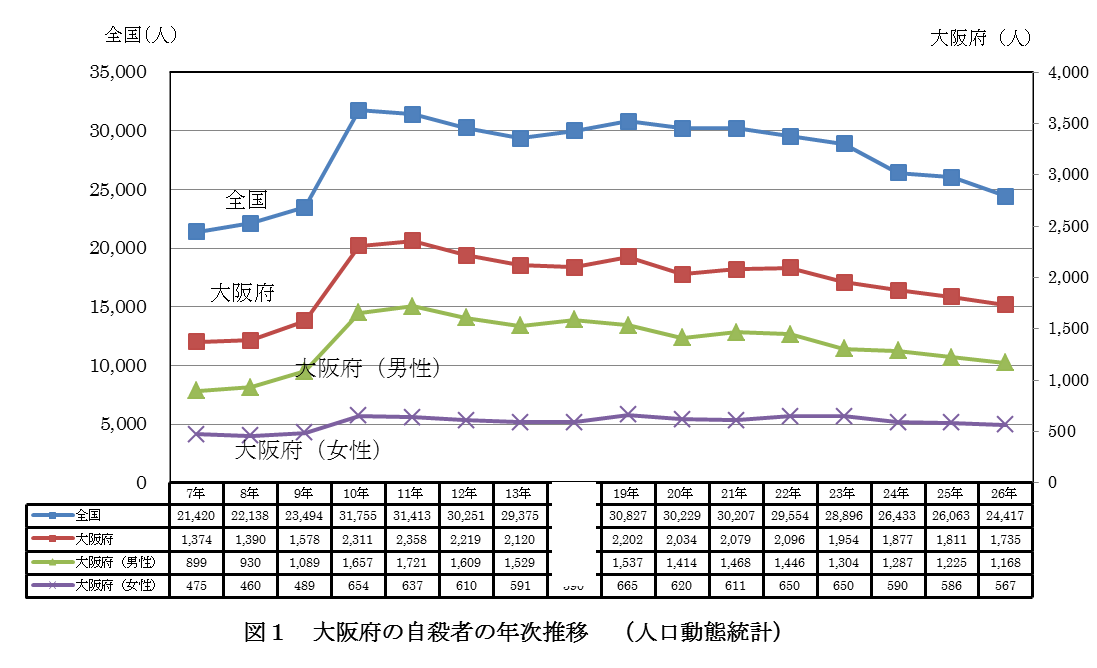 全国(人)
大阪府（人）
35,000
30,000
25,000
20,000
15,000
10,000
5,000
0
4,000
3,500
3,000
2,500
2,000
1,500
1,000
500
0
全国
大阪府
大阪府（男性）
大阪府（女性）
7年 8年 9年 10年 11年 12年 13年 19年 20年 21年 22年 23年 24年 25年 26年
全国 21,420 22,138 23,494 31,755 31,413 30,251 29,375 30,827 30,229 30,207 29,554 28,896 26,433 26,063 24,417
大阪府 1,374 1,390 1,578 2,311 2,358 2,219 2,120 2,202 2,034 2,079 2,096 1,954 1,877 1,811 1,735
大阪府（男性） 899 930 1,089 1,657 1,721 1,609 1,529 1,537 1,414 1,468 1,446 1,304 1,287 1,225 1,168
大阪府（女性） 475 460 489 654 637 610 591 665 620 611 650 650 590 586 567
図１ 大阪府の自殺者の年次推移 （人口動態統計）